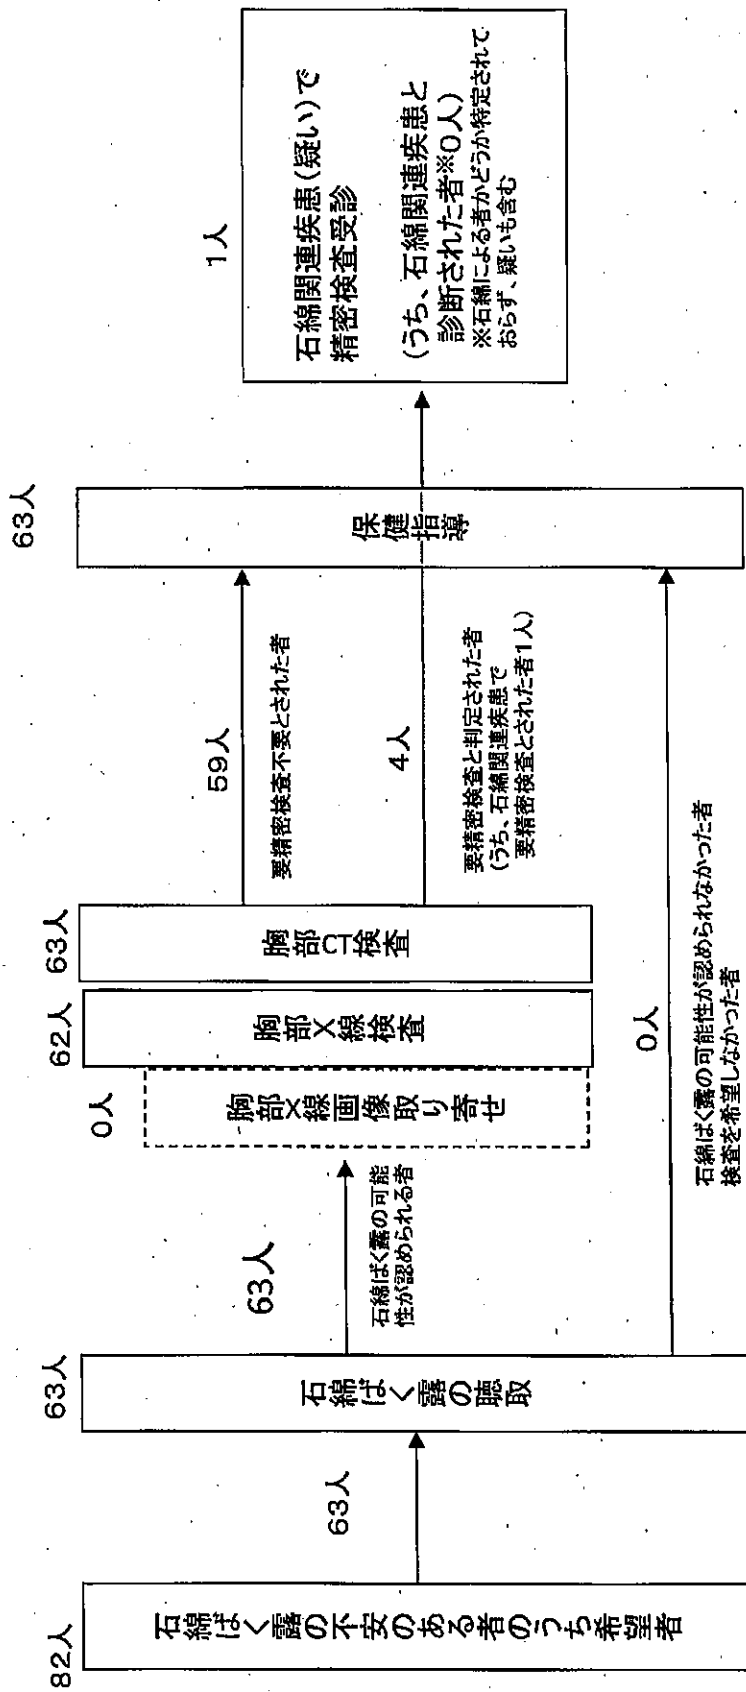 82人
石綿ばく露の不安のある者のうち希望者
63人
63人
石綿ばく露の聴取
63人
石綿ばく露の可能
性が認められる者
0人
胸部X線画像取り寄せ
62人
胸部X線検査
63人
胸部CT検査
59人
要精密検査不要とされた者
4人
要精密検査と判定された者
(うち、石綿関連疾患で
要精密検査とされた者1人)
0人
石綿ばく露の可能性が認められなかった者
検査を希望しなかった者
63人
保健指導
1人
石綿関連疾患(疑い)で
精密検査受診
(うち、石綿関連疾患と
診断された者※0人)
※石綿による者かどうか特定されて
おらず、疑いも含む